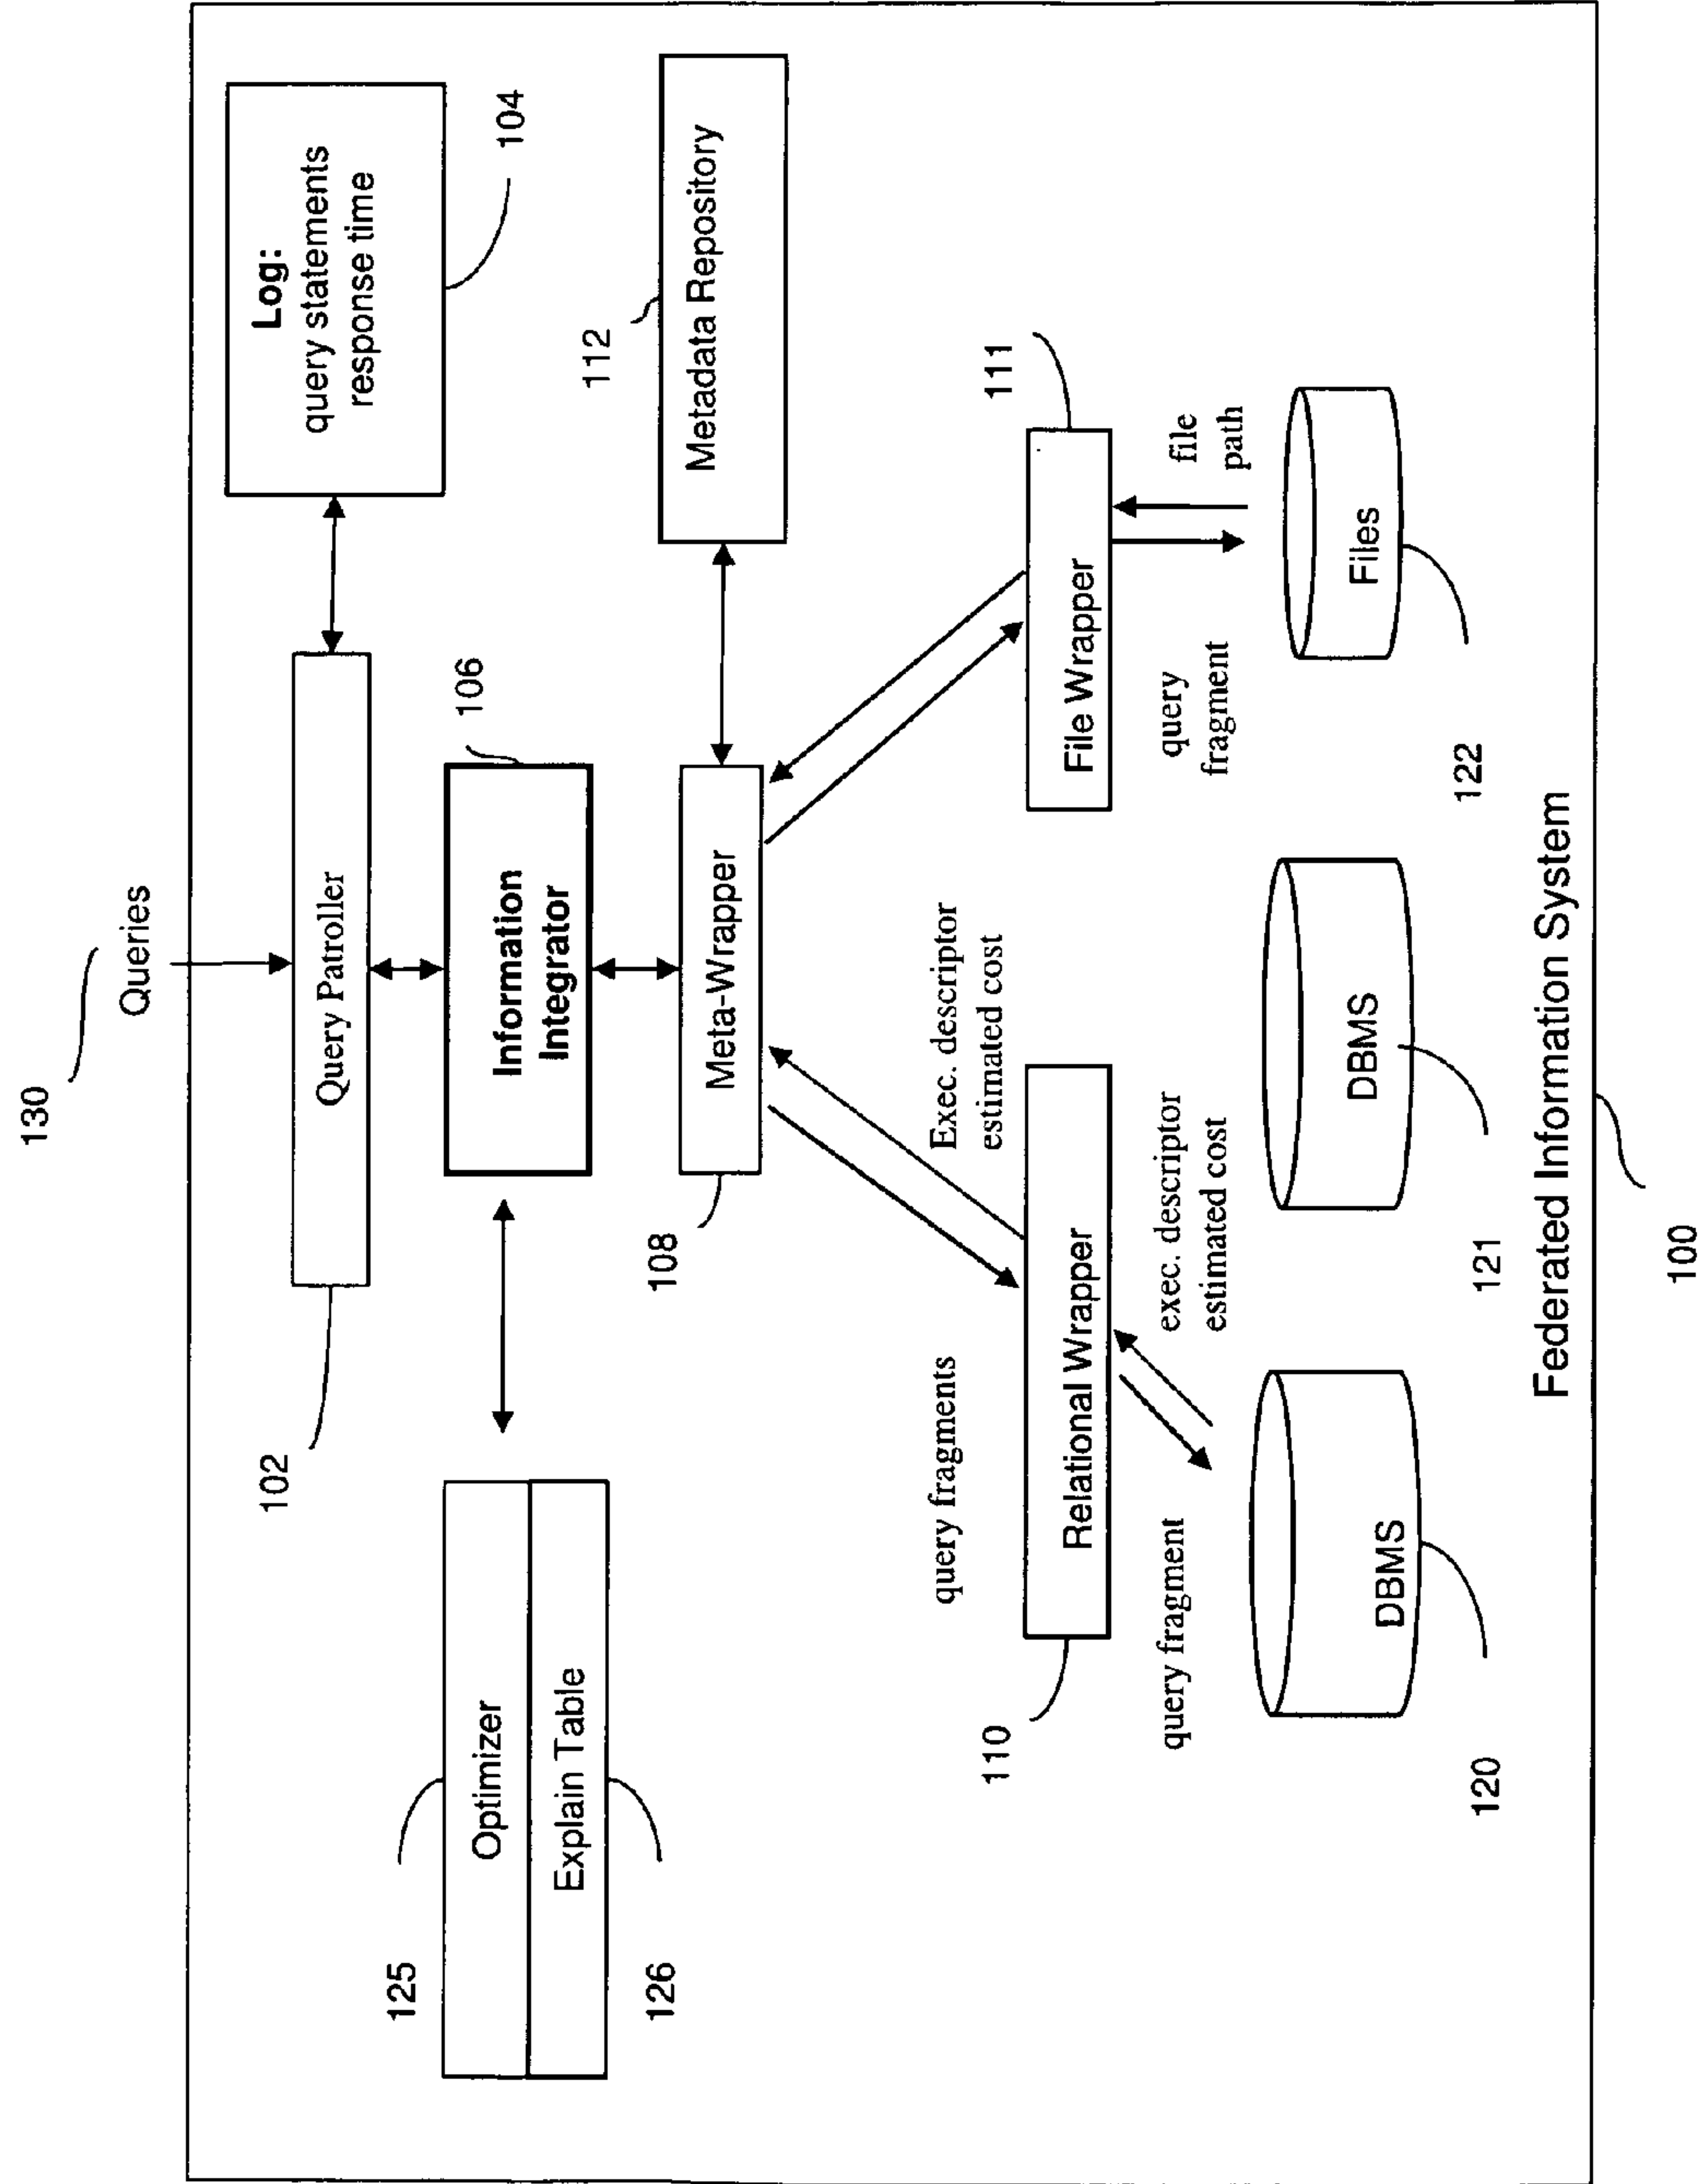 130
Queries
Log:
query statements
response time
104
Query Patroller
102
106
Information
Integrator
125
Optimizer
Explain Table
126
112
Metadata Repository
Meta-Wrapper
108
query fragments
Exec. descriptor
estimated cost
111
110
Relational Wrapper
File Wrapper
query fragment
exec. descriptor
estimated cost
query
fragment
file
path
DBMS
DBMS
Files
120
121
122
Federated Information System
100